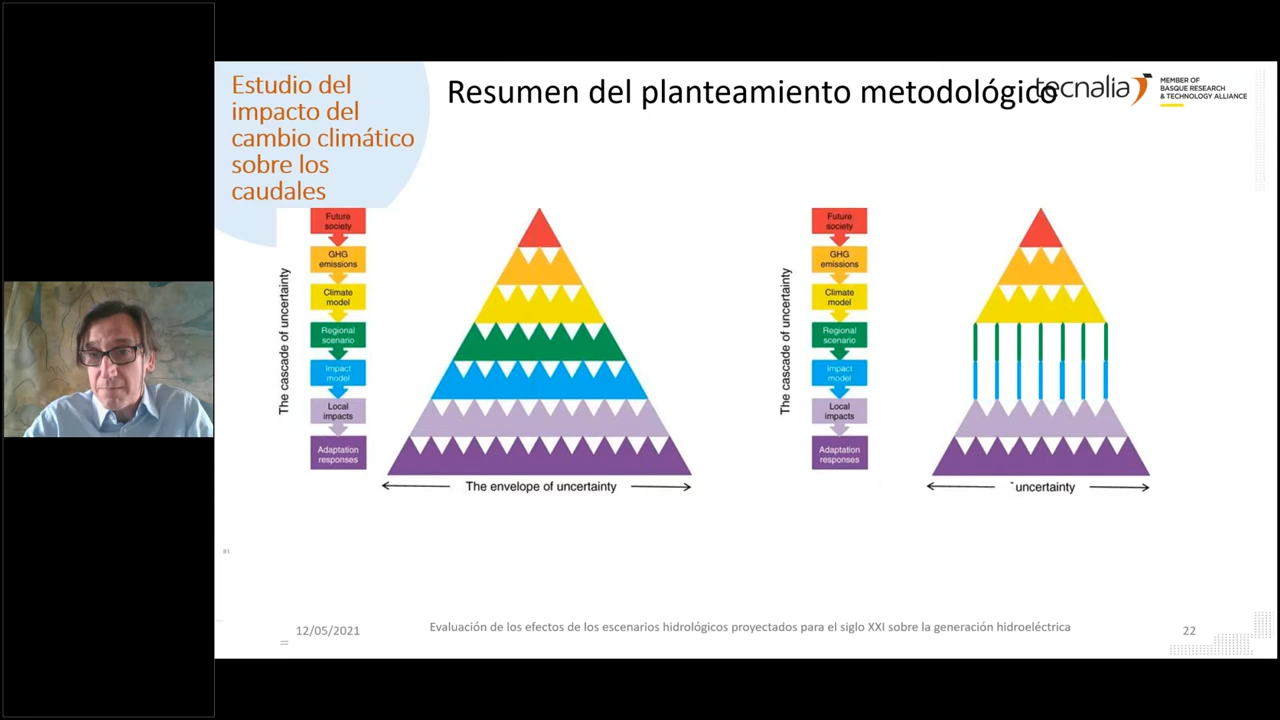 Estudio del
impacto del
cambio climático
sobre los
caudales
Resumen del planteamiento metodológico
tecnalia
MEMBER OF
BASQUE RESEARCH
& TECHNOLOGY ALLIANCE
The cascade of uncertainty
Future
society
GHG
emissions
Climate
model
Regional
scenario
Impact
model
Local
impacts
Adaptation
responses
The envelope of uncertainty
The cascade of uncertainty
Future
society
GHG
emissions
Climate
model
Regional
scenario
Impact
model
Local
impacts
Adaptation
responses
uncertainty
12/05/2021
Evaluación de los efectos de los escenarios hidrológicos proyectados para el siglo XXI sobre la generación hidroeléctrica
22